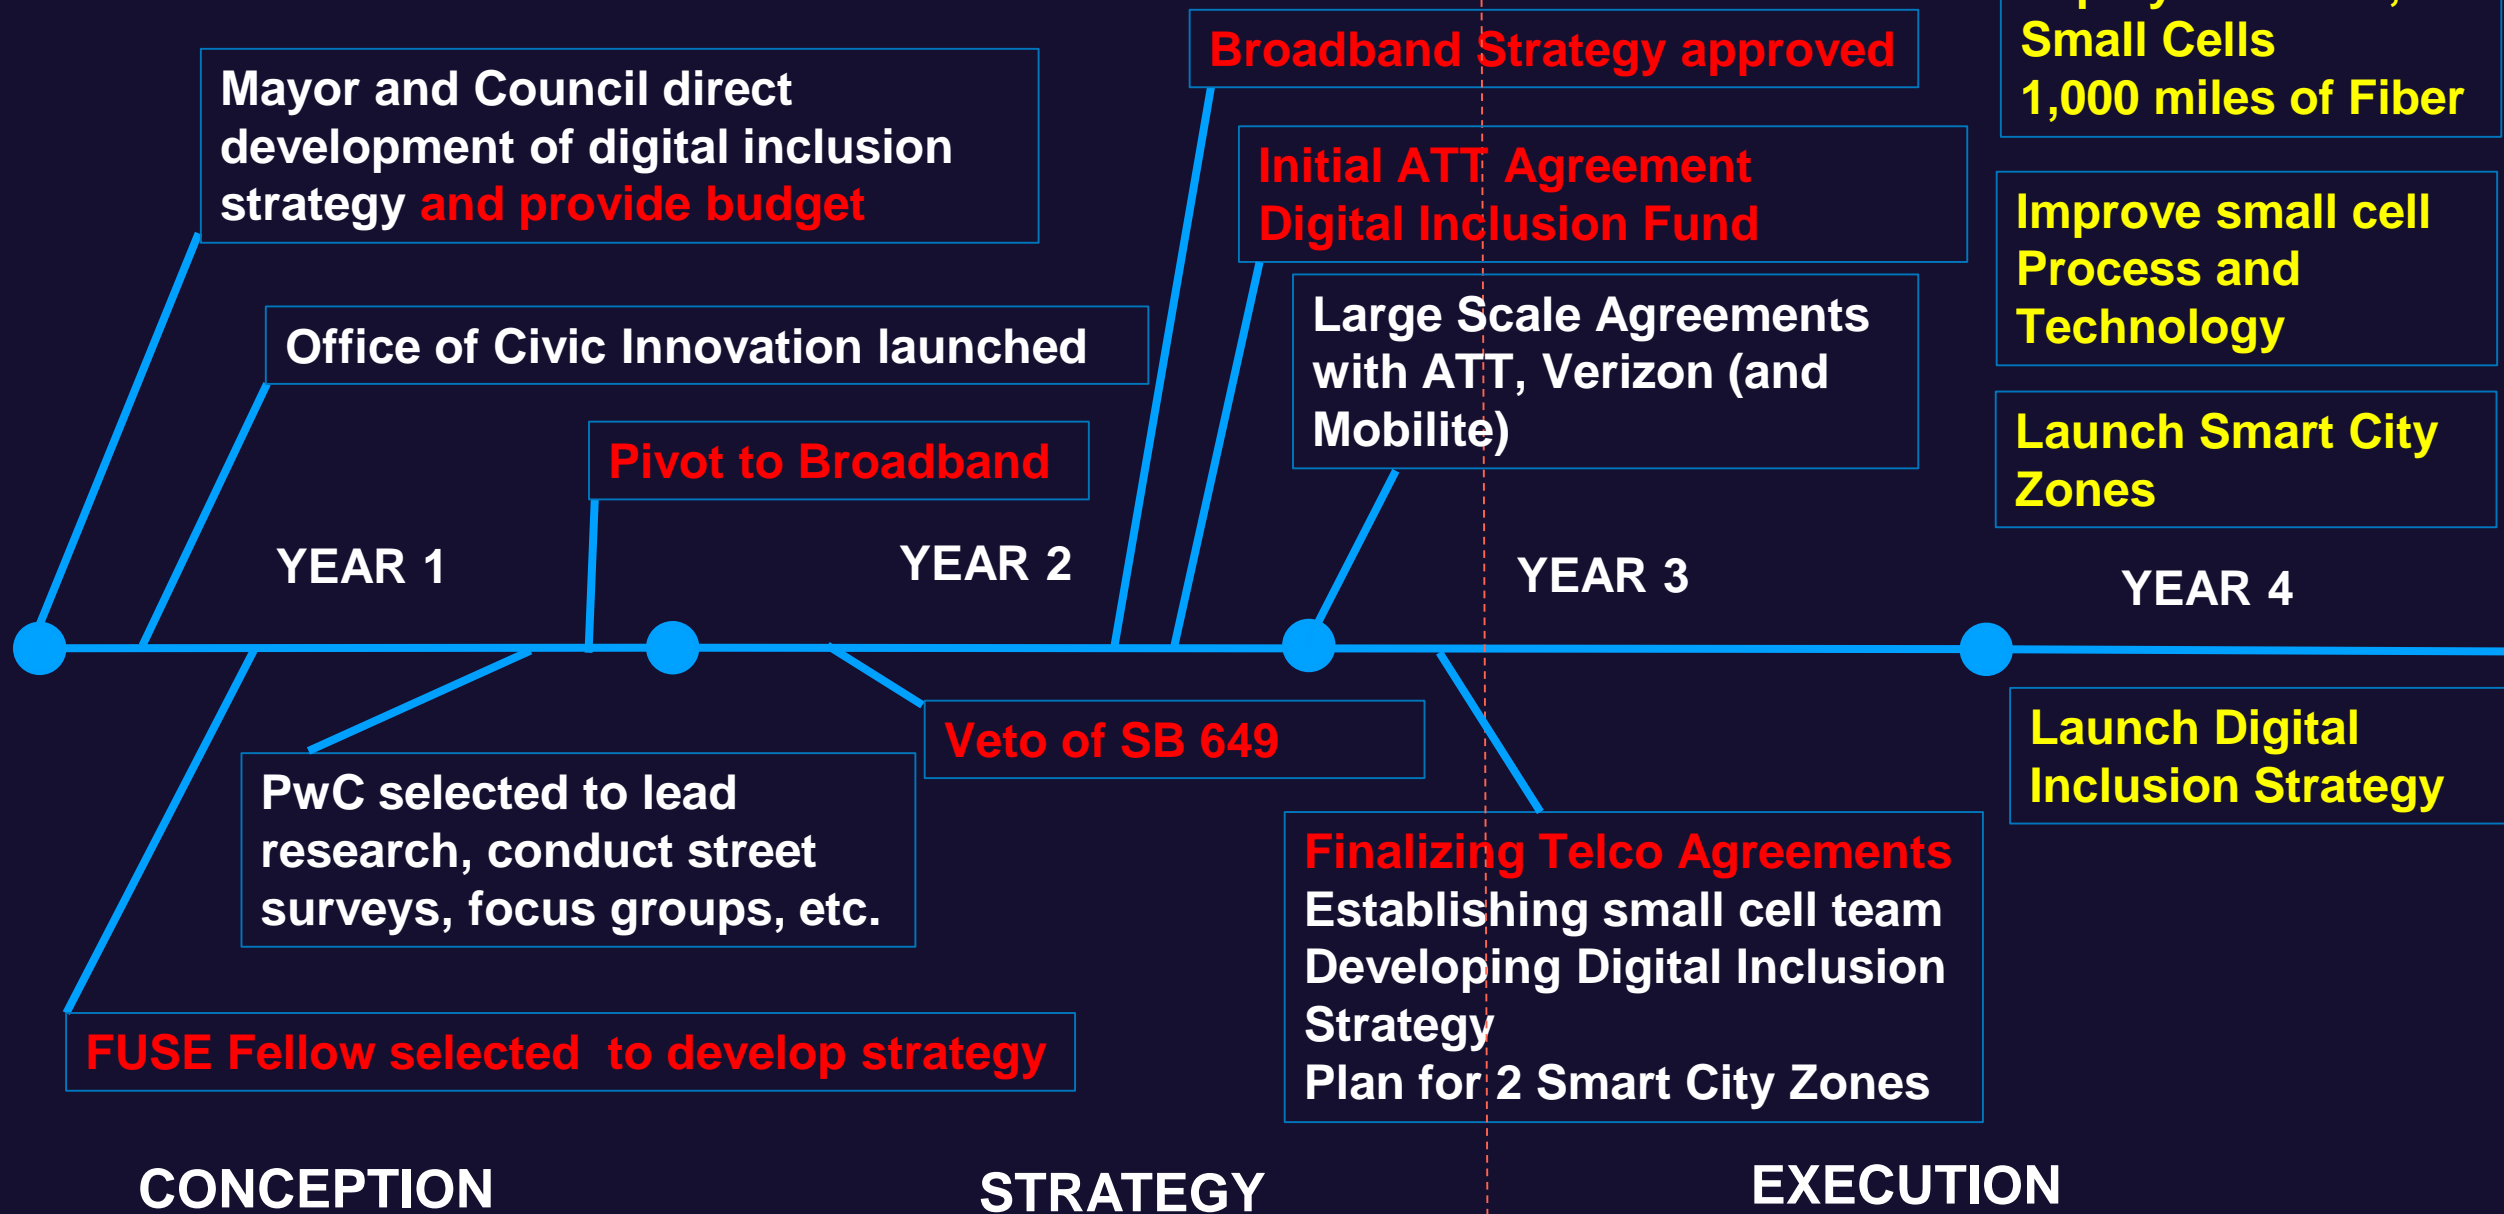 Mayor and Council direct
development of digital inclusion
strategy and provide budget
Office of Civic Innovation launched
Pivot to Broadband
Broadband Strategy approved
Initial ATT Agreement
Digital Inclusion Fund
Large Scale Agreements
with ATT, Verizon (and
Mobilite)
Small Cells
1,000 miles of Fiber
Improve small cell
Process and
Technology
Launch Smart City
Zones
YEAR 1
YEAR 2
YEAR 3
YEAR 4
Veto of SB 649
PwC selected to lead
research, conduct street
surveys, focus groups, etc.
FUSE Fellow selected  to develop strategy
Finalizing Telco Agreements
Establishing small cell team
Developing Digital Inclusion
Strategy
Plan for 2 Smart City Zones
Launch Digital
Inclusion Strategy
CONCEPTION
STRATEGY
EXECUTION